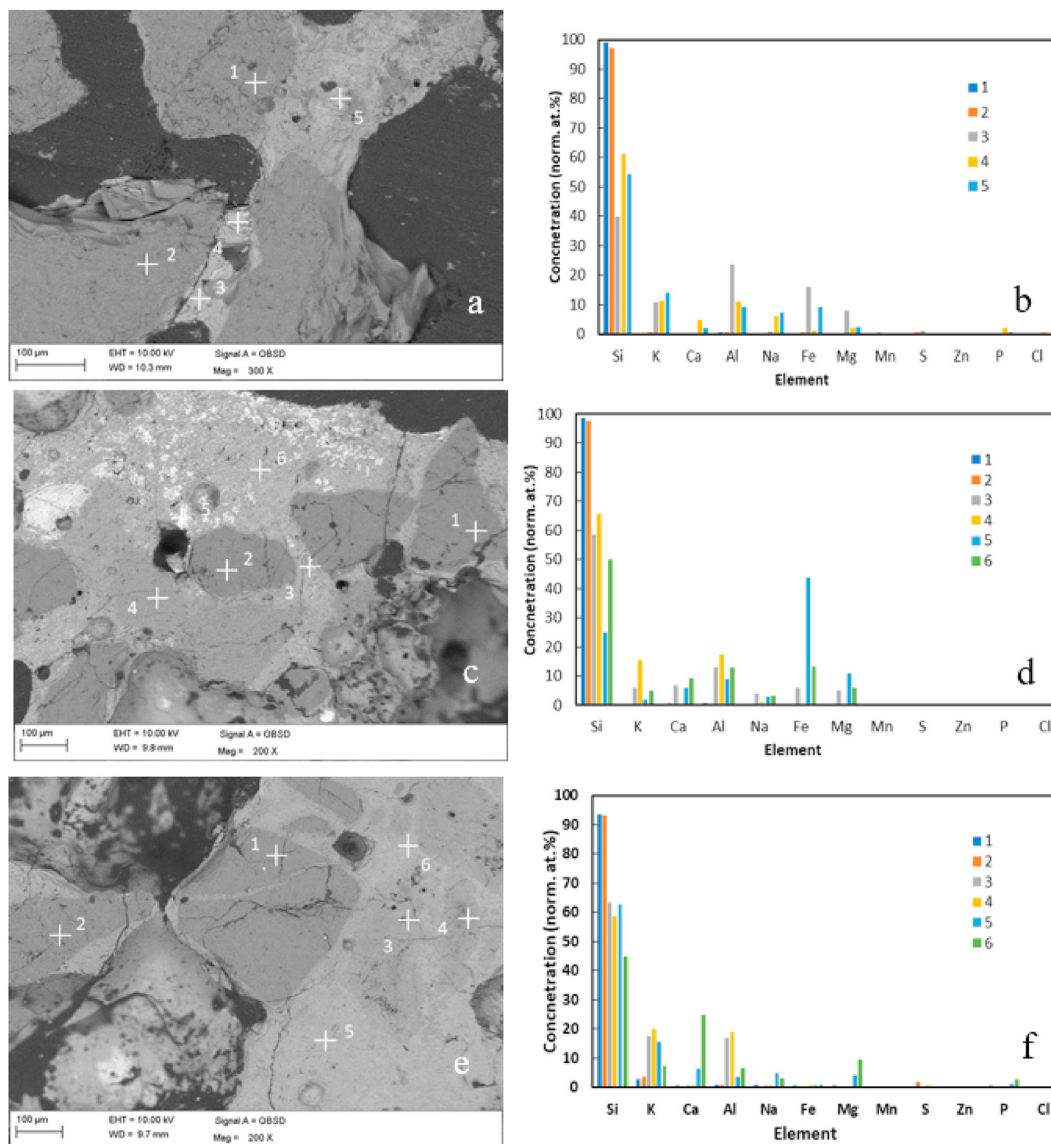 1
5
2
4
3
a
100 µm
EHT = 10.00 kV
Signal A = QBSD
WD = 10.3 mm
Mag = 300 X
100
90
80
70
60
50
40
30
20
10
0
Concnetration (norm. at.%)
1
2
3
4
5
b
Si K Ca Al Na Fe Mg Mn S Zn P Cl
Element
6
5
1
2
3
4
c
100 µm
EHT = 10.00 kV
Signal A = QBSD
WD = 9.8 mm
Mag = 200 X
100
90
80
70
60
50
40
30
20
10
0
Concnetration (norm. at.%)
1
2
3
4
5
6
d
Si K Ca Al Na Fe Mg Mn S Zn P Cl
Element
1
6
2
3
4
5
e
100 µm
EHT = 10.00 kV
Signal A = QBSD
WD = 9.7 mm
Mag = 200 X
100
90
80
70
60
50
40
30
20
10
0
Concnetration (norm. at.%)
1
2
3
4
5
6
f
Si K Ca Al Na Fe Mg Mn S Zn P Cl
Element